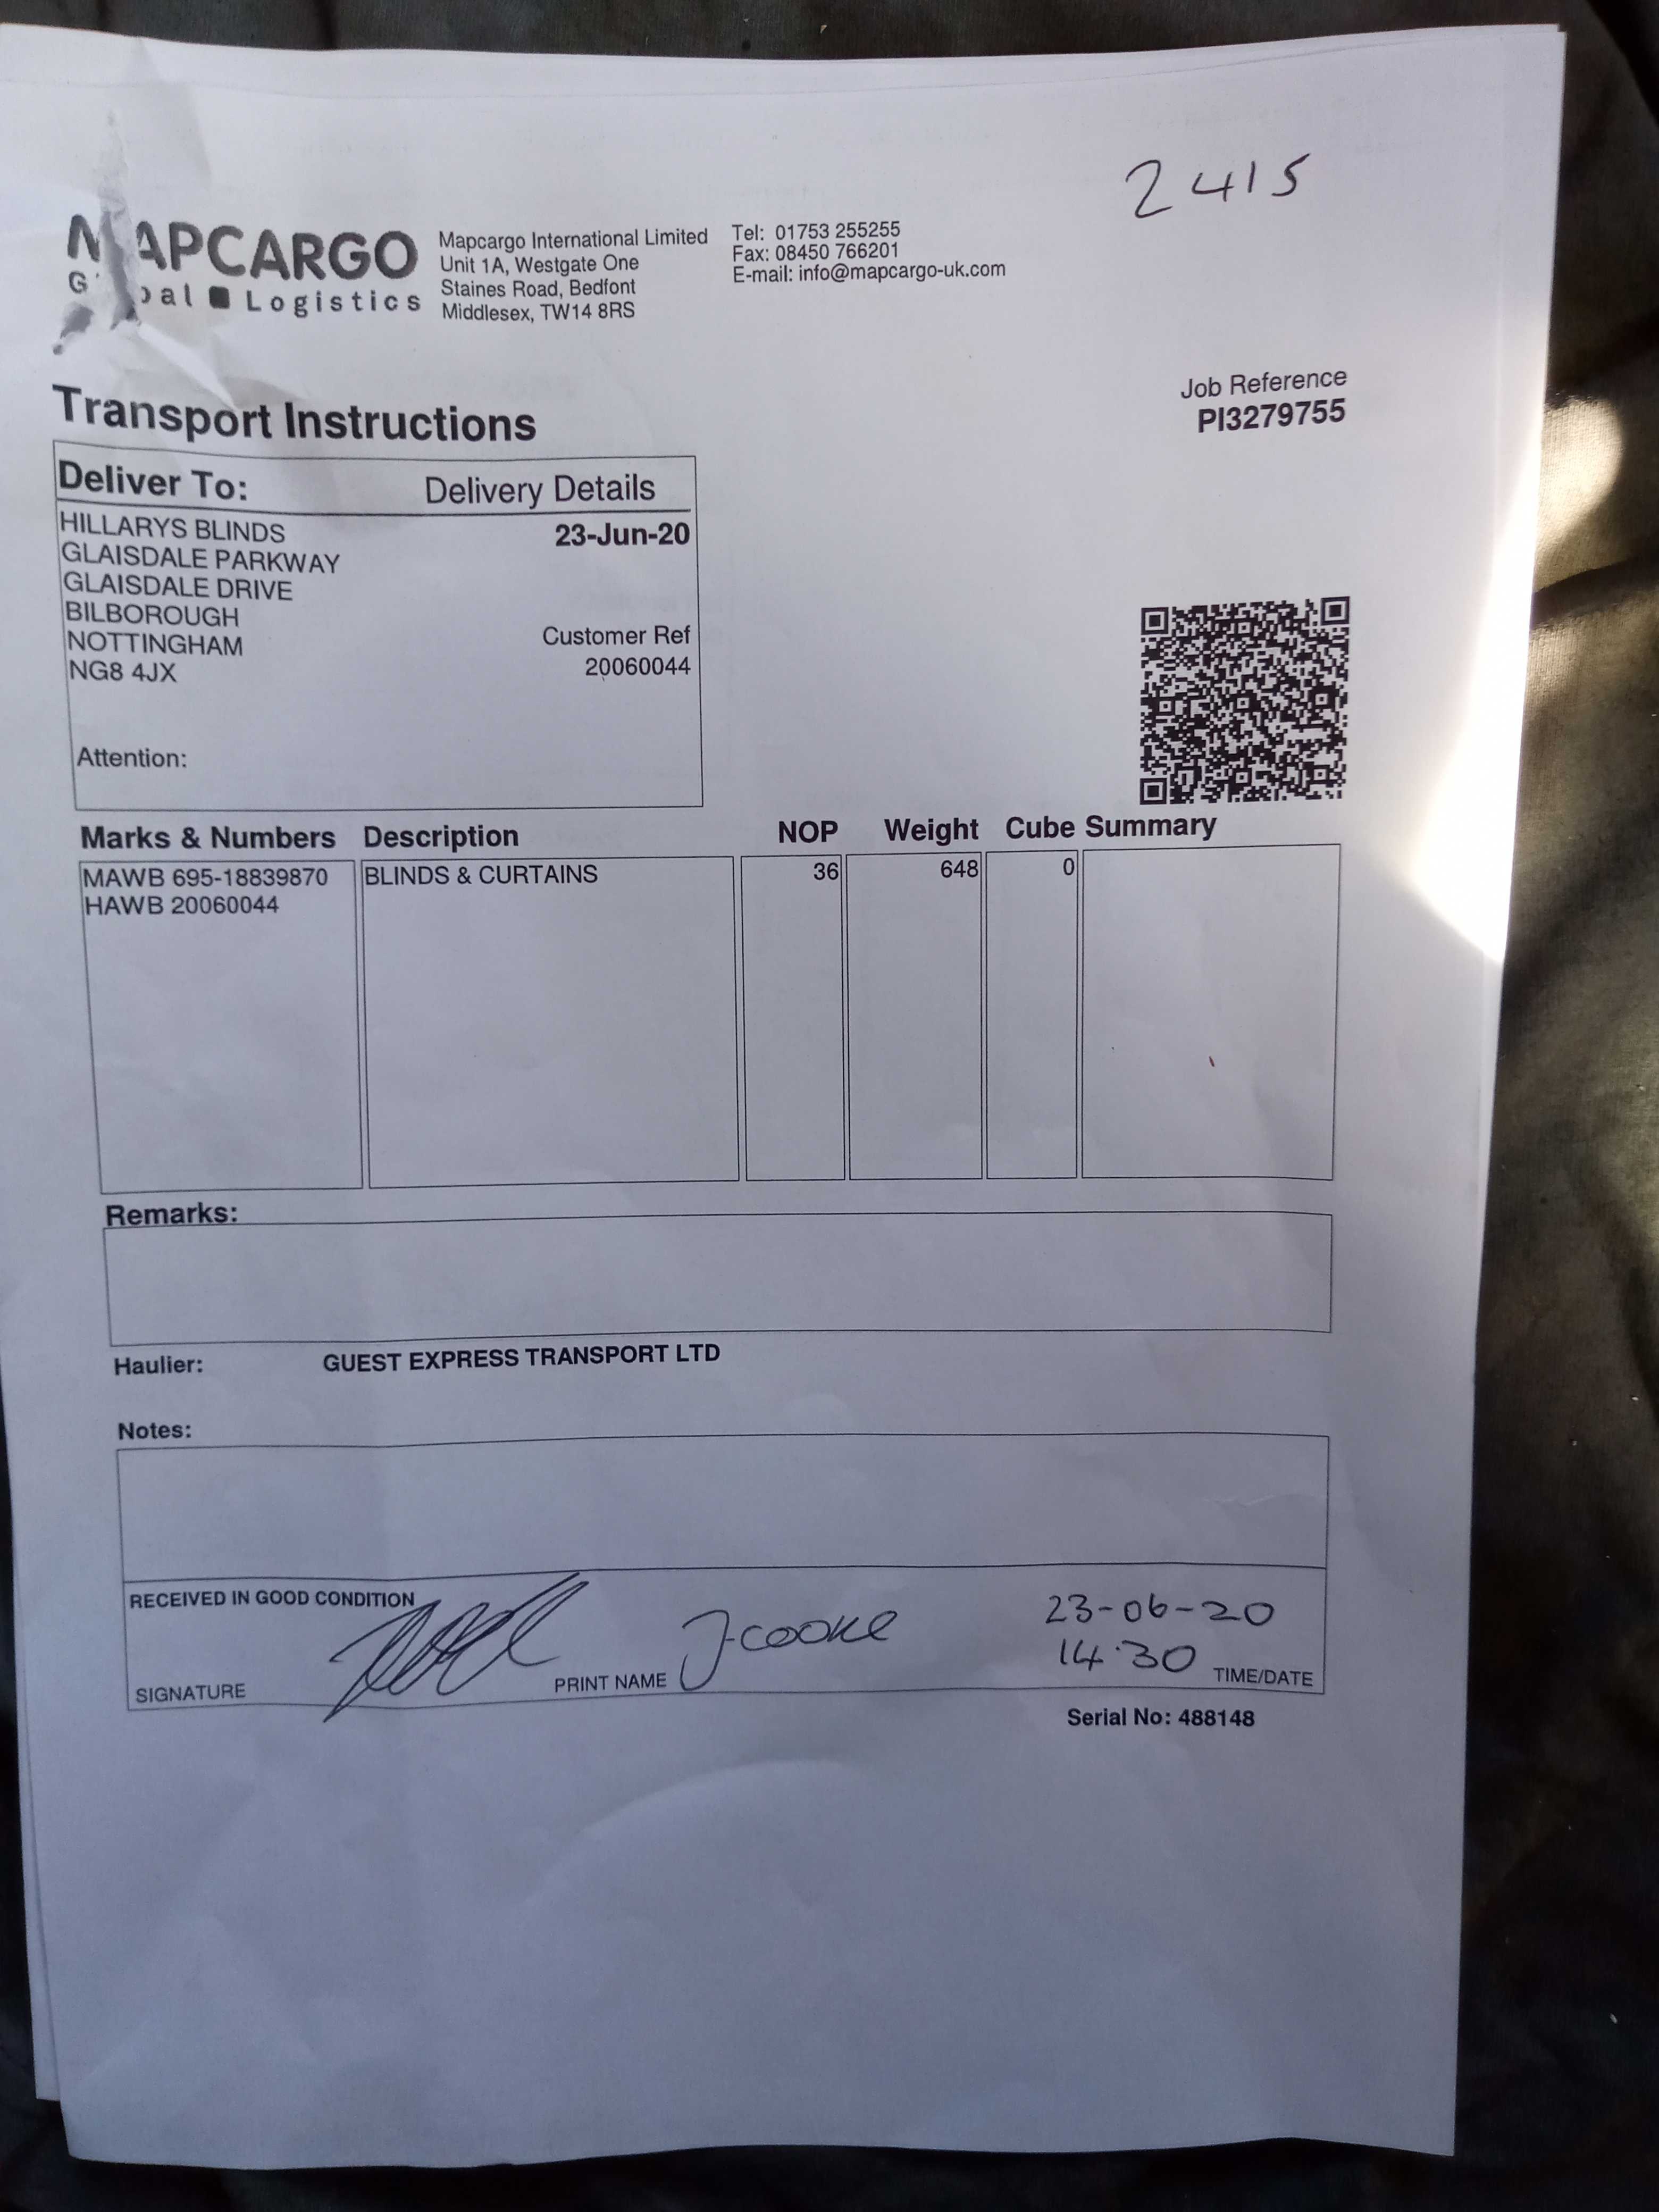 2415
MAPCARGO
G bal Logistics
Mapcargo International Limited
Unit 1A, Westgate One
Staines Road, Bedfont
Middlesex, TW14 8RS
Tel: 01753 255255
Fax: 08450 766201
E-mail: info@mapcargo-uk.com
Job Reference
PI3279755
Transport Instructions
Deliver To: Delivery Details
HILLARYS BLINDS 23-Jun-20
GLAISDALE PARKWAY
GLAISDALE DRIVE
BILBOROUGH
NOTTINGHAM Customer Ref
NG8 4JX 20060044
Attention:
Marks & Numbers Description NOP Weight Cube Summary
MAWB 695-18839870 BLINDS & CURTAINS 36 648 0
HAWB 20060044
Remarks:
Haulier: GUEST EXPRESS TRANSPORT LTD
Notes:
RECEIVED IN GOOD CONDITION
SIGNATURE
PRINT NAME J-COOKE
23-06-20
14:30 TIME/DATE
Serial No: 488148